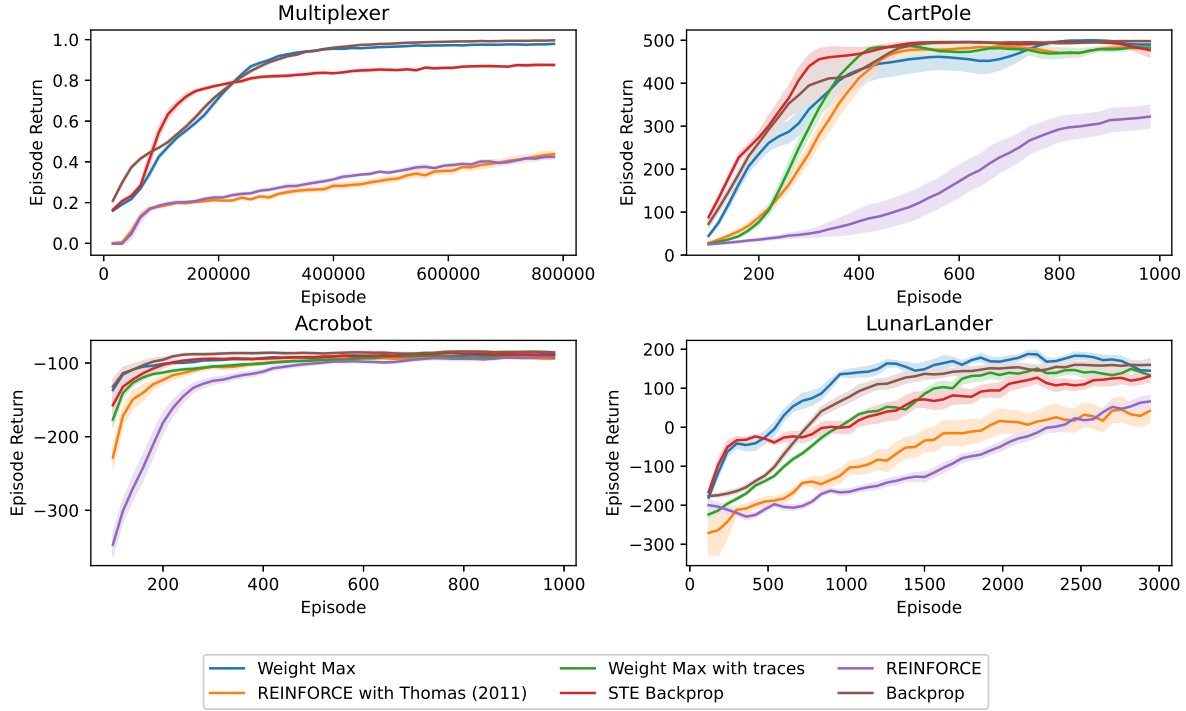 Multiplexer
1.0
0.8
0.6
0.4
0.2
0.0
Episode Return
0
200000
400000
600000
800000
Episode
CartPole
500
400
300
200
100
0
Episode Return
200
400
600
800
1000
Episode
Acrobot
−100
−200
−300
Episode Return
200
400
600
800
1000
Episode
LunarLander
200
100
0
−100
−200
−300
Episode Return
0
500
1000
1500
2000
2500
3000
Episode
Weight Max
REINFORCE with Thomas (2011)
Weight Max with traces
STE Backprop
REINFORCE
Backprop